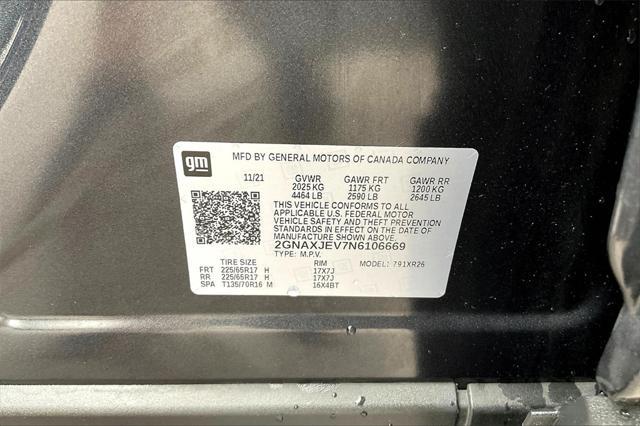 gm
MFD BY GENERAL MOTORS OF CANADA COMPANY
11/21 GVWR GAWR FRT GAWR RR
2025 KG 1175 KG 1200 KG
4464 LB 2590 LB 2645 LB
THIS VEHICLE CONFORMS TO ALL
APPLICABLE U.S. FEDERAL MOTOR
VEHICLE SAFETY AND THEFT PREVENTION
STANDARDS IN EFFECT ON THE DATE OF
MANUFACTURE SHOWN ABOVE.
2GNAXJEV7N6106669
TYPE: M.P.V. MODEL: 791XR26
TIRE SIZE RIM
FRT 225/65R17 H 17X7J
RR 225/65R17 H 17X7J
SPA T135/70R16 M 16X4BT